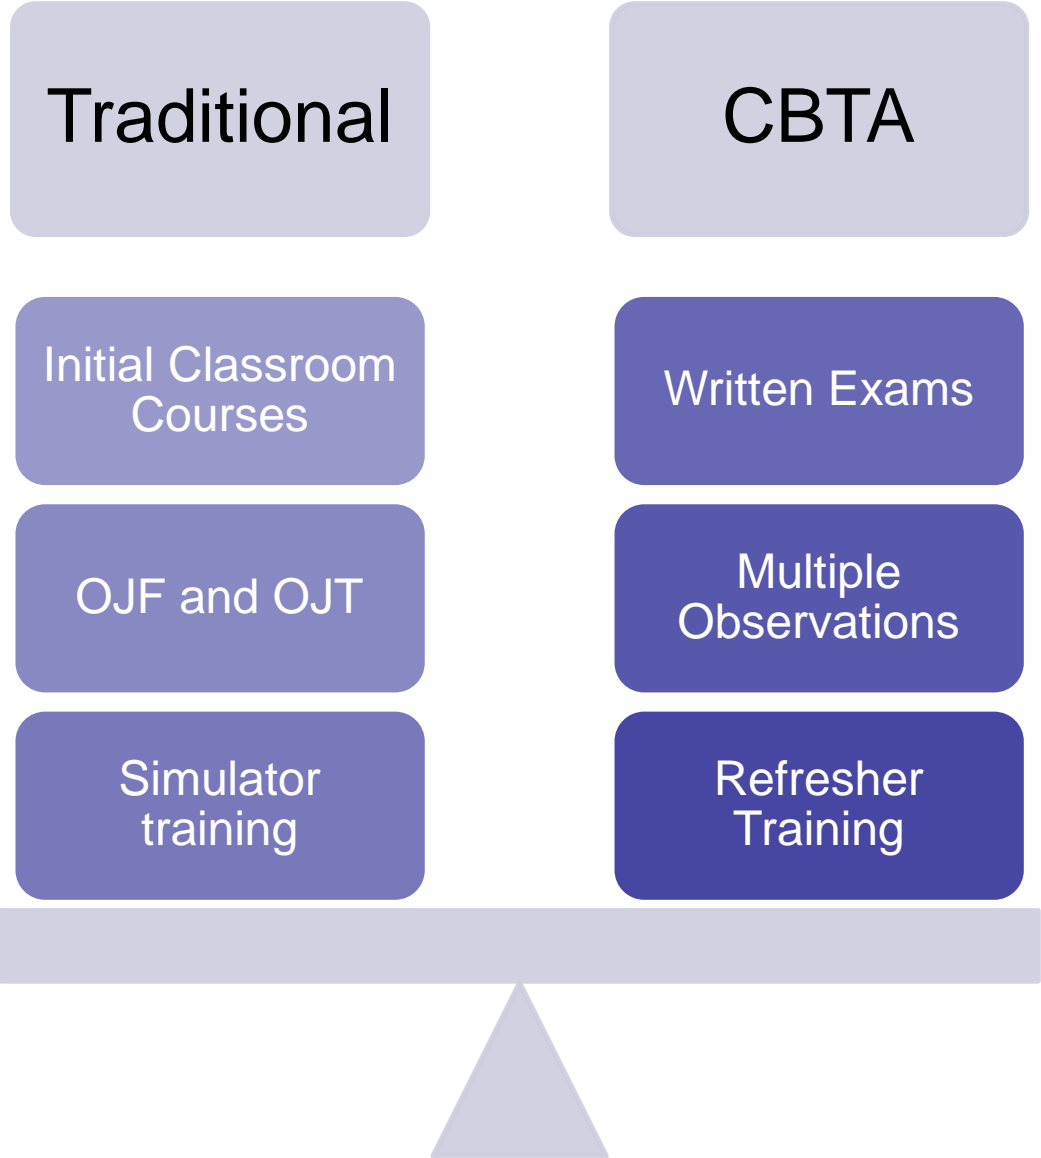 Traditional
CBTA
Initial Classroom
Courses
OJF and OJT
Simulator
training
Written Exams
Multiple
Observations
Refresher
Training